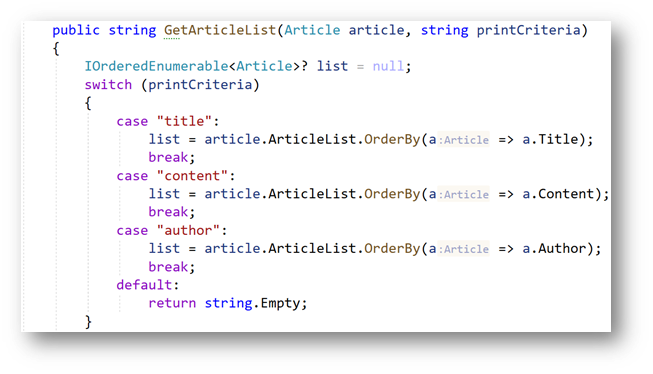 public string GetArticleList(Article article, string printCriteria)
{
    IOrderedEnumerable<Article>? list = null;
    switch (printCriteria)
    {
        case "title":
            list = article.ArticleList.OrderBy(a:Article => a.Title);
            break;
        case "content":
            list = article.ArticleList.OrderBy(a:Article => a.Content);
            break;
        case "author":
            list = article.ArticleList.OrderBy(a:Article => a.Author);
            break;
        default:
            return string.Empty;
    }